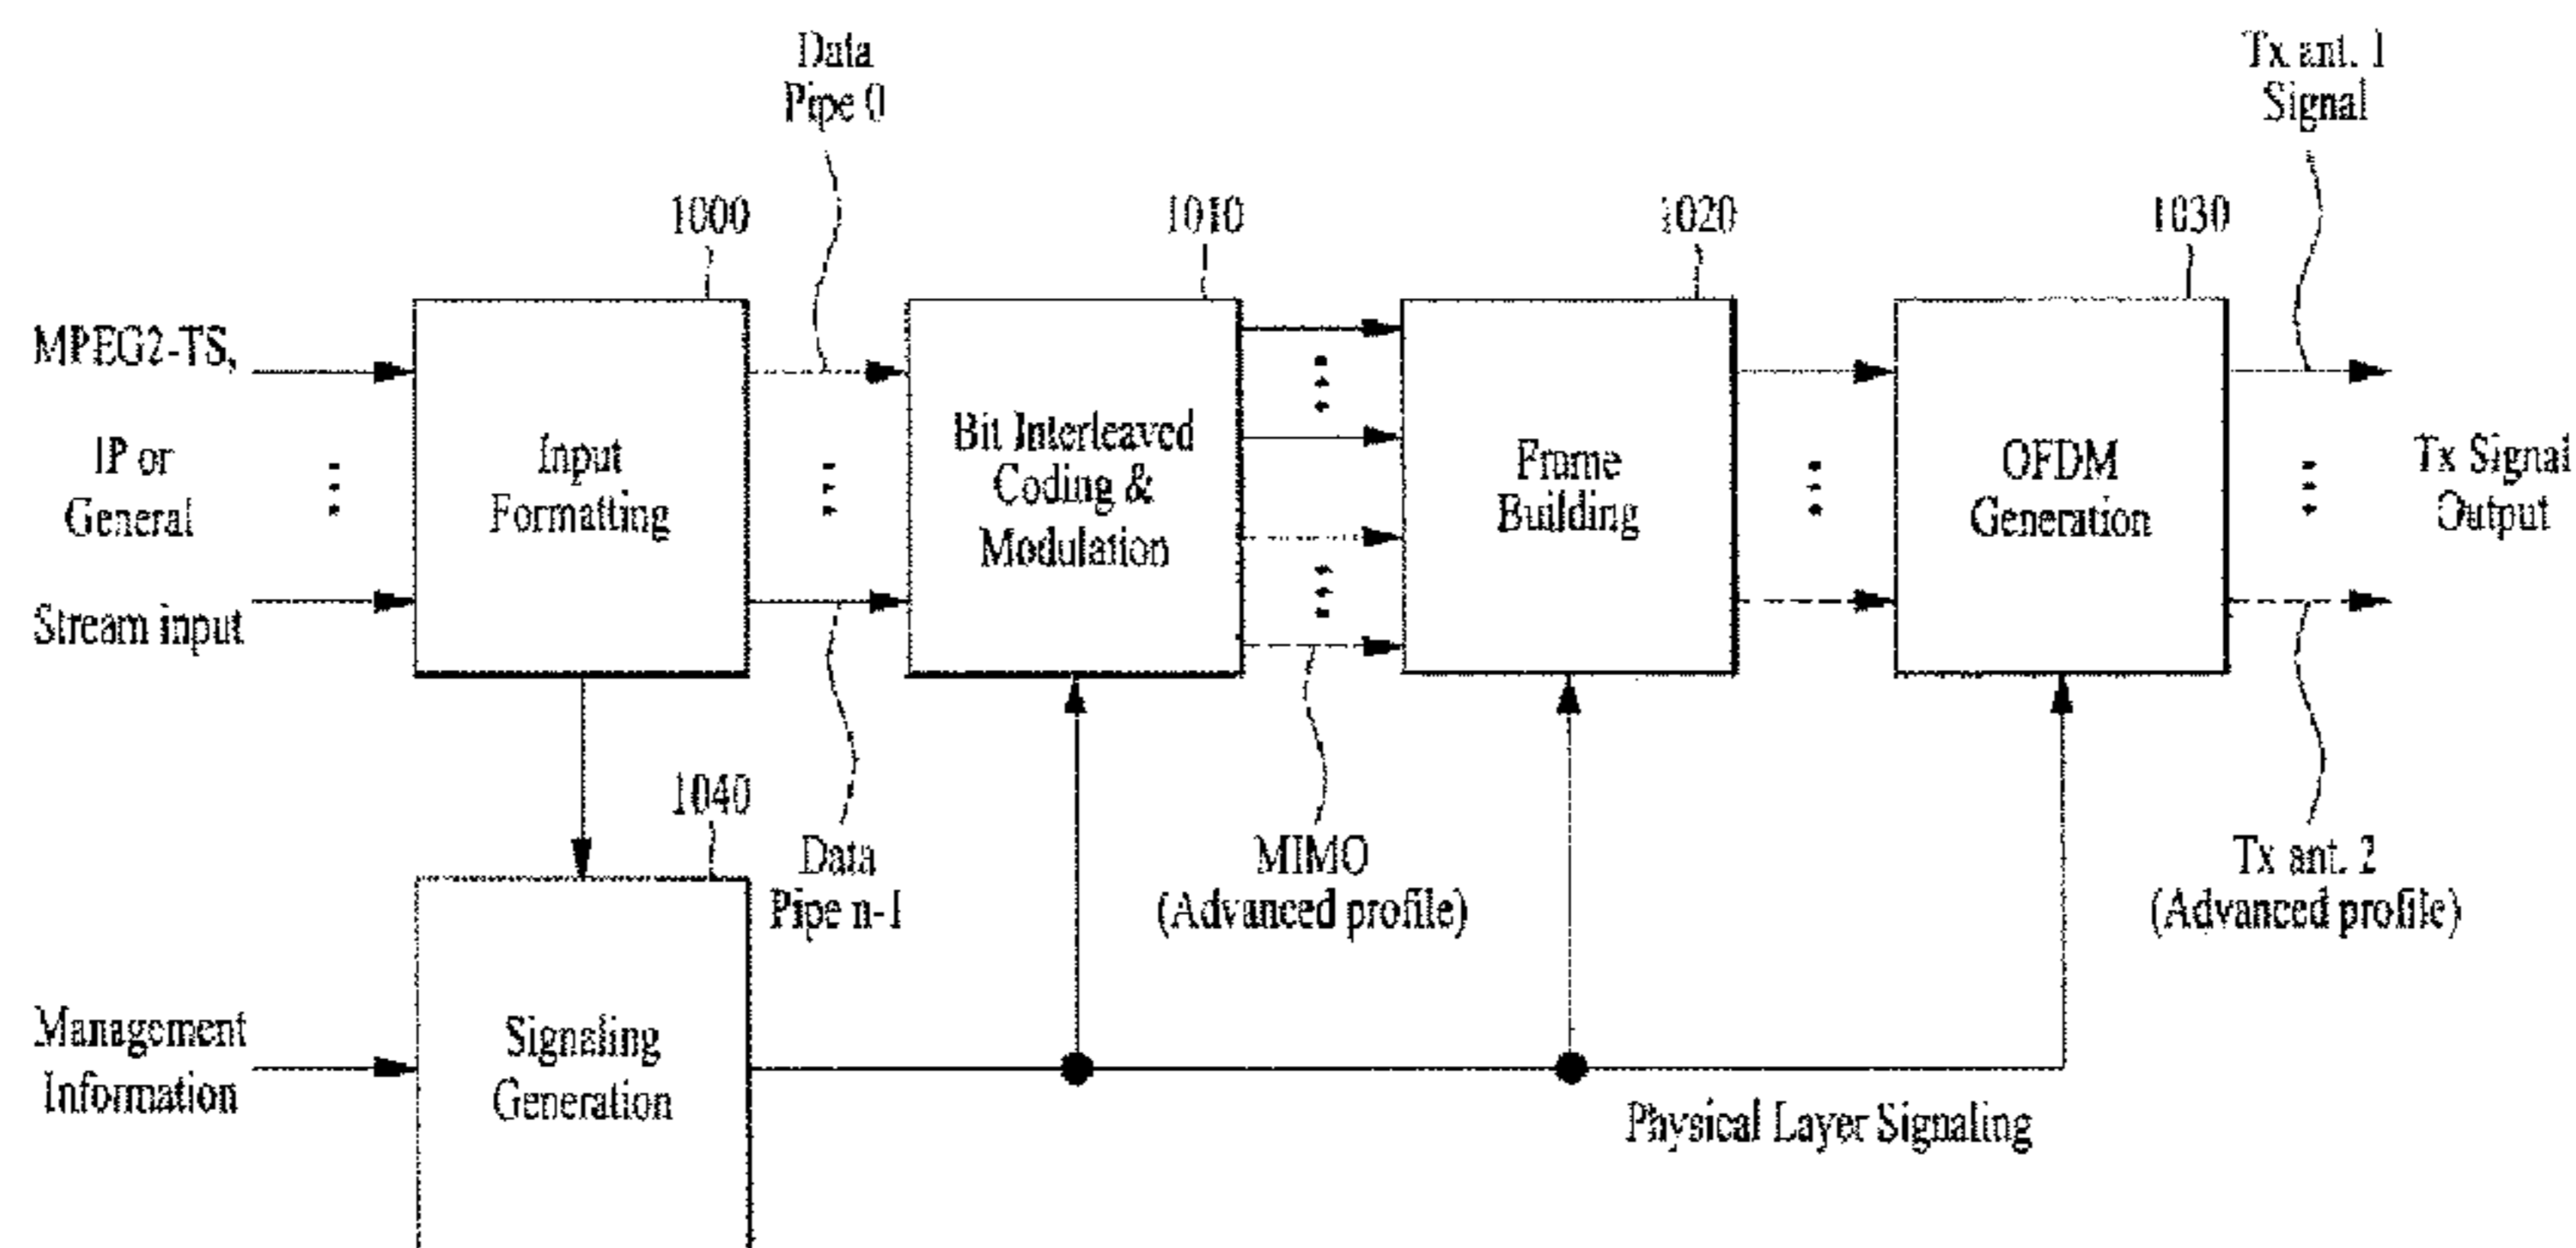 Data
Pipe 0
Tx ant. 1
Signal
1000
1010
1020
1030
MPEG2-TS,
IP or
General
Stream input
Input
Formatting
Bit Interleaved
Coding &
Modulation
Frame
Building
OFDM
Generation
Tx Signal
Output
1040
Data
Pipe n-1
MIMO
(Advanced profile)
Tx ant. 2
(Advanced profile)
Management
Information
Signaling
Generation
Physical Layer Signaling